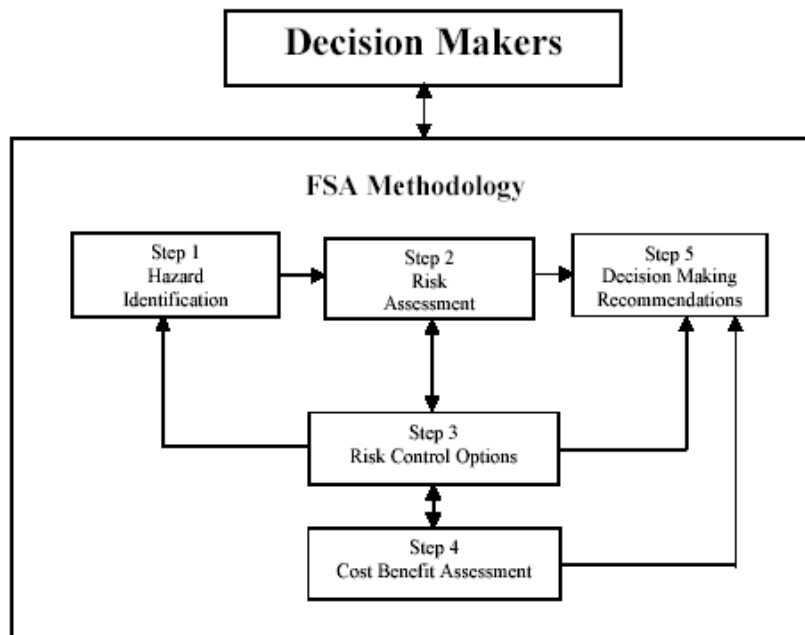 Decision Makers
FSA Methodology
Step 1
Hazard
Identification
Step 2
Risk
Assessment
Step 5
Decision Making
Recommendations
Step 3
Risk Control Options
Step 4
Cost Benefit Assessment